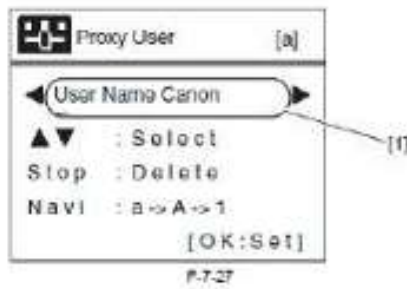 Proxy User [a]
User Name Canon
[1]
▲▼ : Select
Stop : Delete
Navi : a->A->1
[OK:Set]
F-7-27